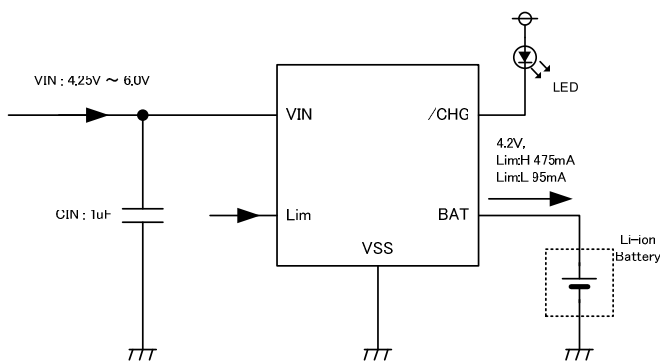 VIN : 4.25V ～ 6.0V
LED
VIN
/CHG
4.2V,
Lim:H 475mA
Lim:L 95mA
CIN : 1uF
Lim
BAT
VSS
Li-ion
Battery